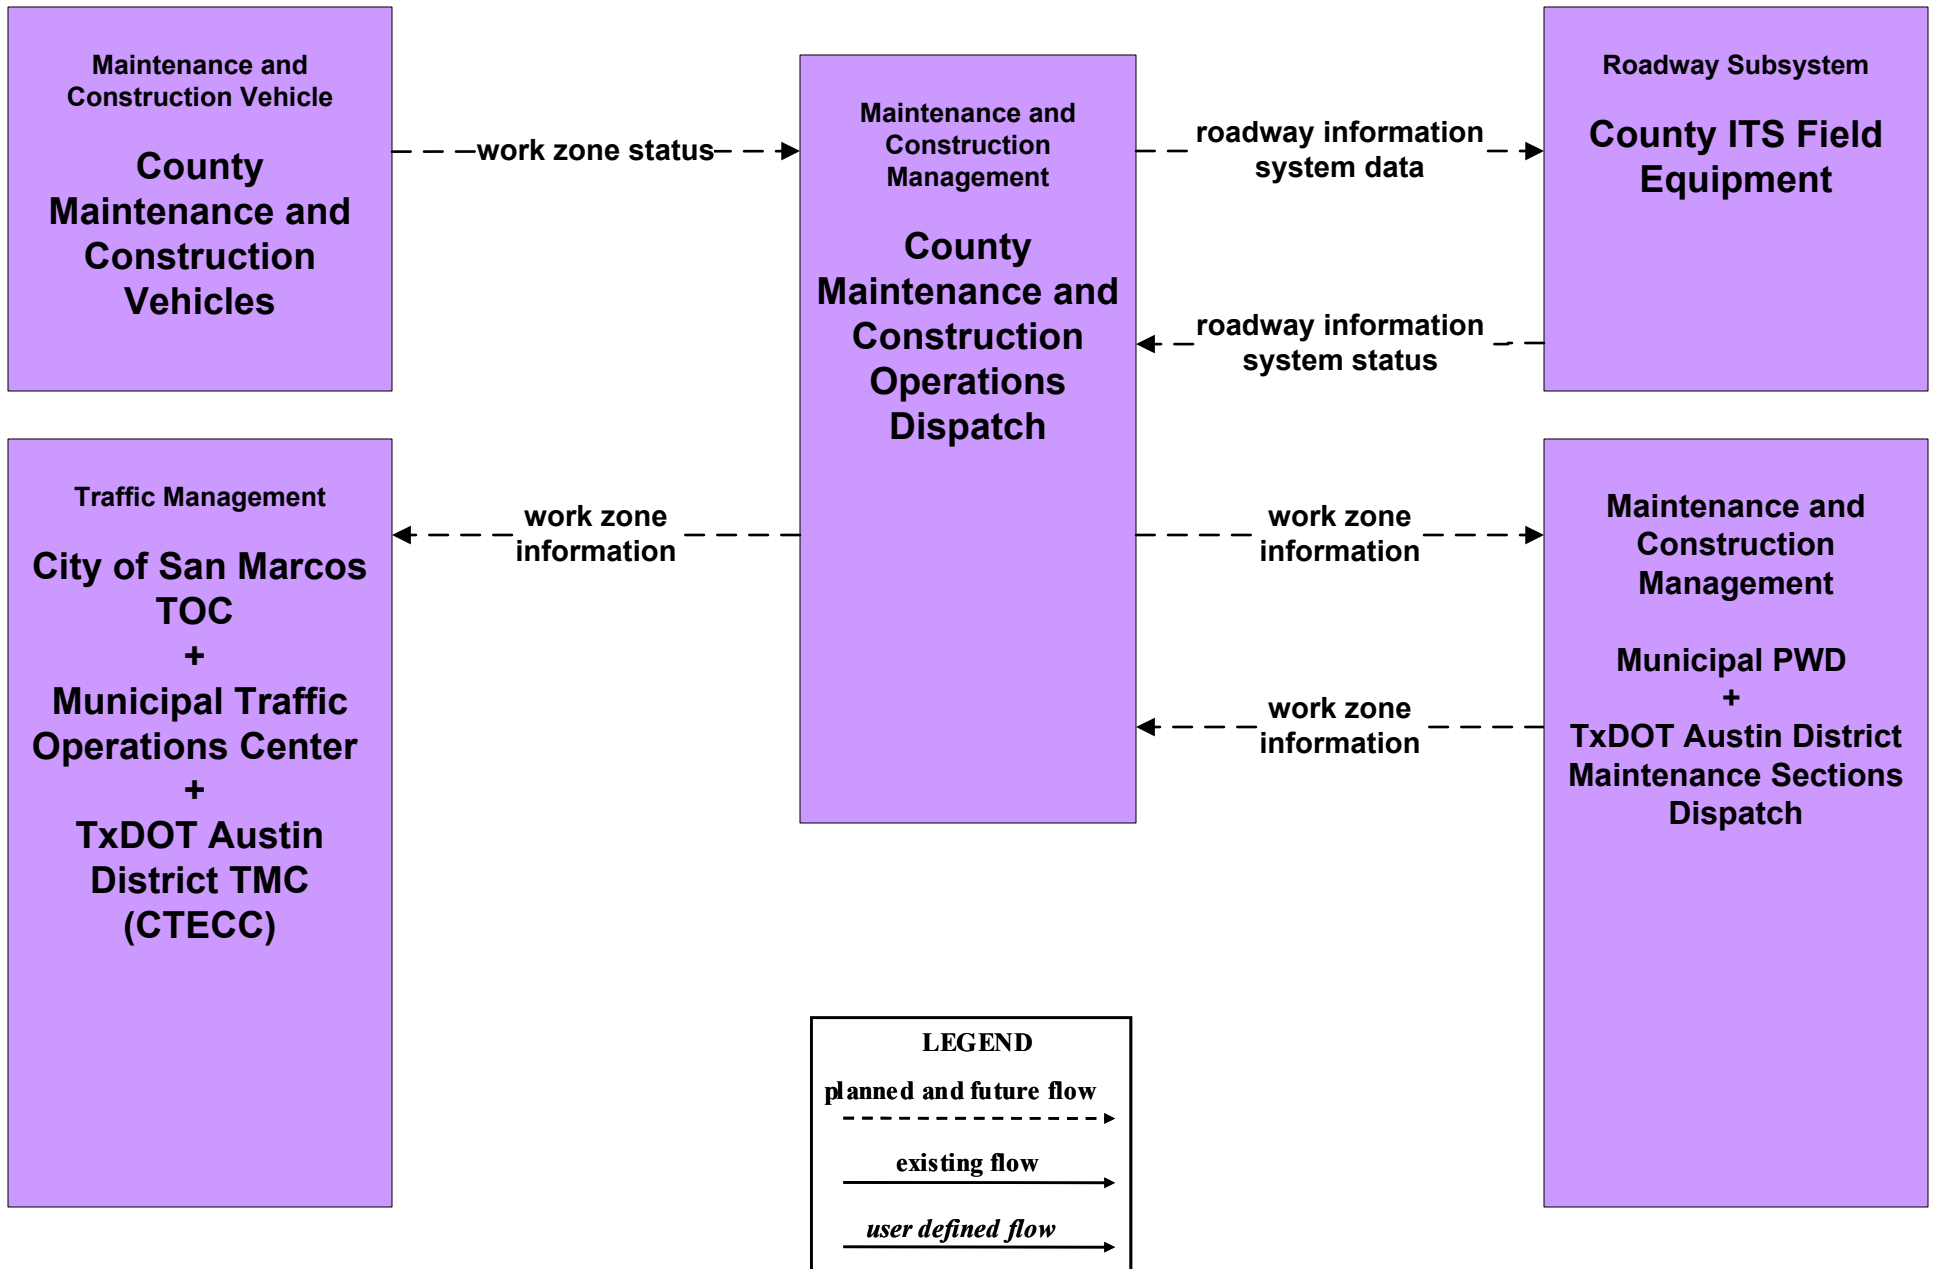 Maintenance and
Construction Vehicle
County
Maintenance and
Construction
Vehicles
work zone status
Maintenance and
Construction
Management
County
Maintenance and
Construction
Operations
Dispatch
roadway information
system data
roadway information
system status
Roadway Subsystem
County ITS Field
Equipment
Traffic Management
City of San Marcos
TOC
+
Municipal Traffic
Operations Center
+
TxDOT Austin
District TMC
(CTECC)
work zone
information
work zone
information
work zone
information
Maintenance and
Construction
Management
Municipal PWD
+
TxDOT Austin District
Maintenance Sections
Dispatch
LEGEND
planned and future flow
existing flow
user defined flow